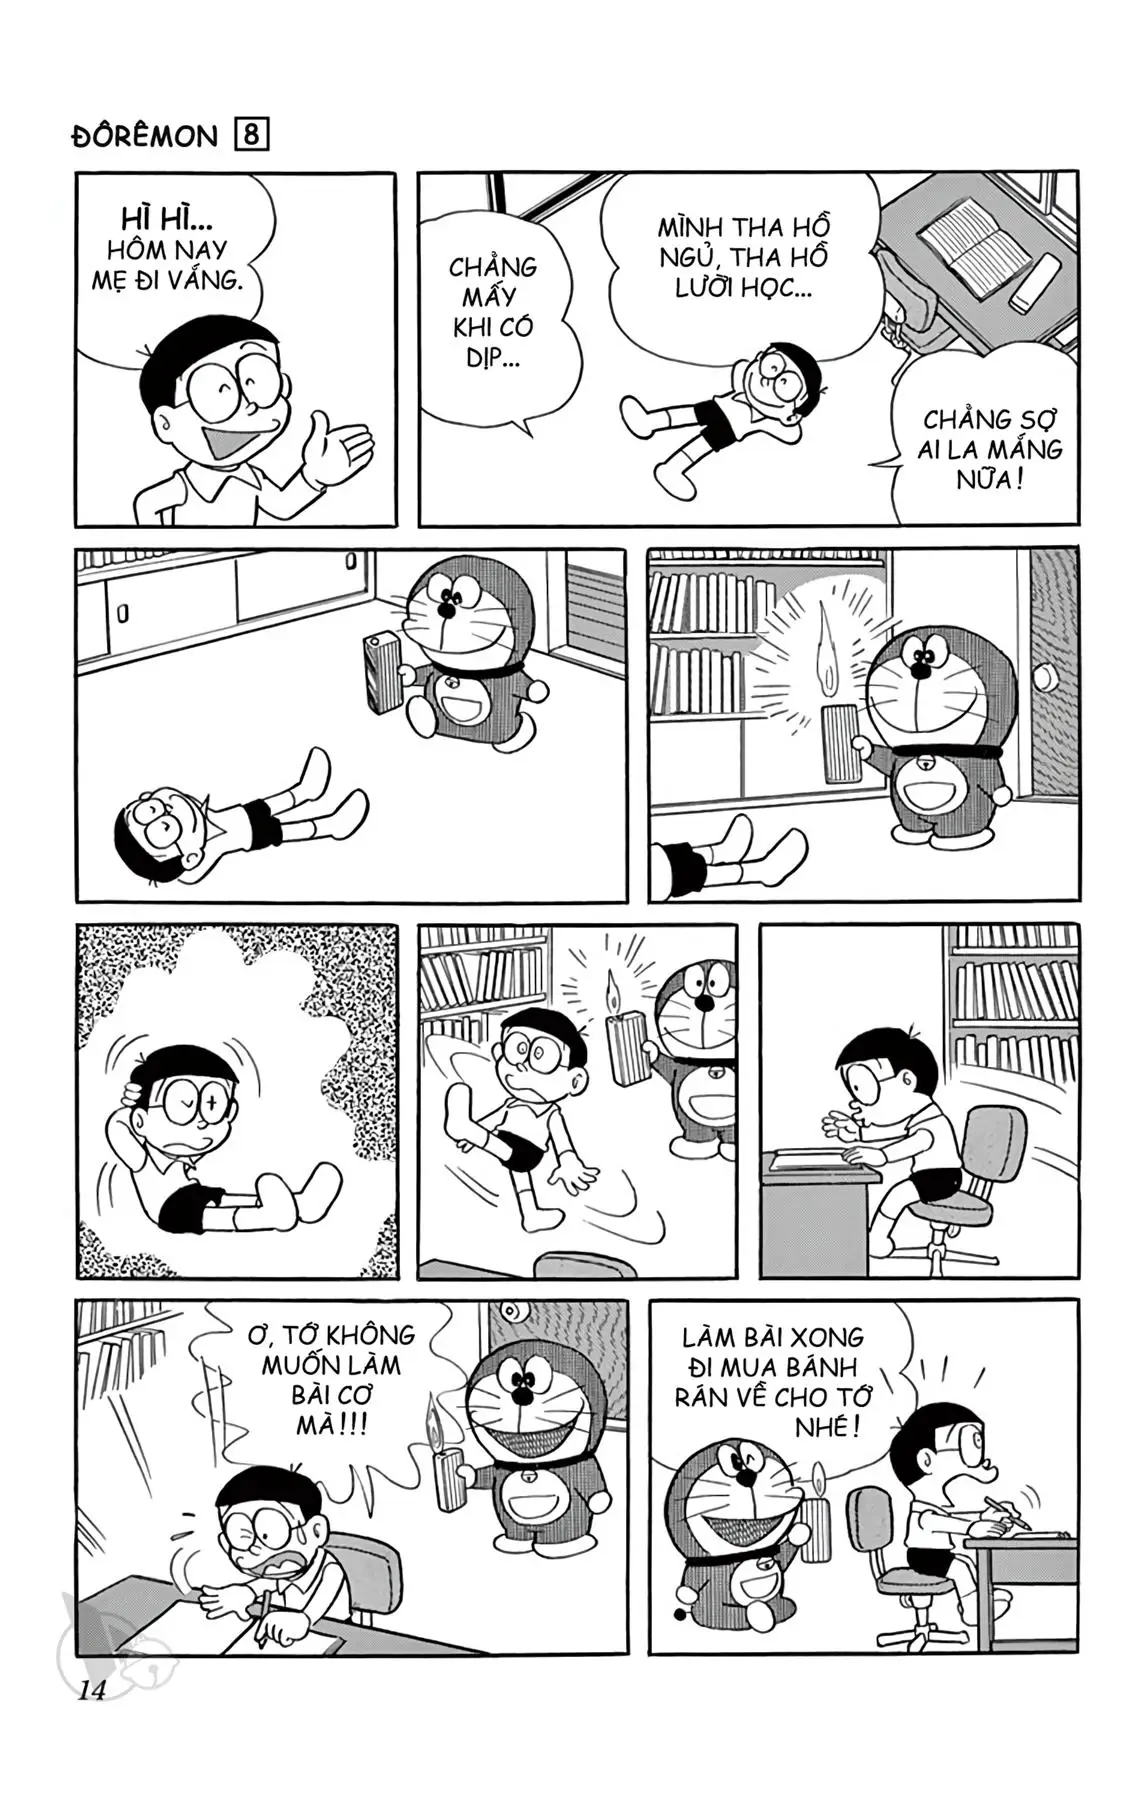 ĐÔRÊMON 8
HÌ HÌ...
HÔM NAY
MẸ ĐI VẮNG.
CHẲNG
MẤY
KHI CÓ
DỊP...
MÌNH THA HỒ
NGỦ, THA HỒ
LƯỜI HỌC...
CHẲNG SỢ
AI LA MẮNG
NỮA!
Ơ, TỚ KHÔNG
MUỐN LÀM
BÀI CƠ
MÀ!!!
LÀM BÀI XONG
ĐI MUA BÁNH
RÁN VỀ CHO TỚ
NHÉ!
14